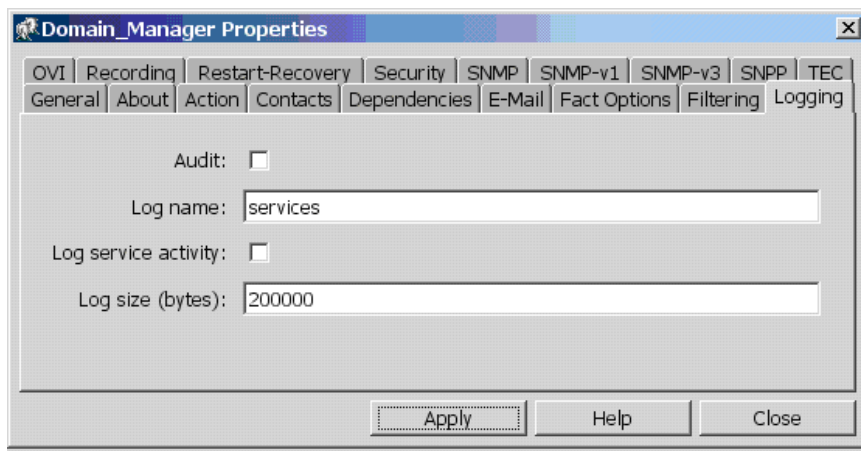 Domain_Manager Properties
OVI Recording Restart-Recovery Security SNMP SNMP-v1 SNMP-v3 SNPP TEC
General About Action Contacts Dependencies E-Mail Fact Options Filtering Logging
Audit:
Log name: services
Log service activity:
Log size (bytes): 200000
Apply Help Close